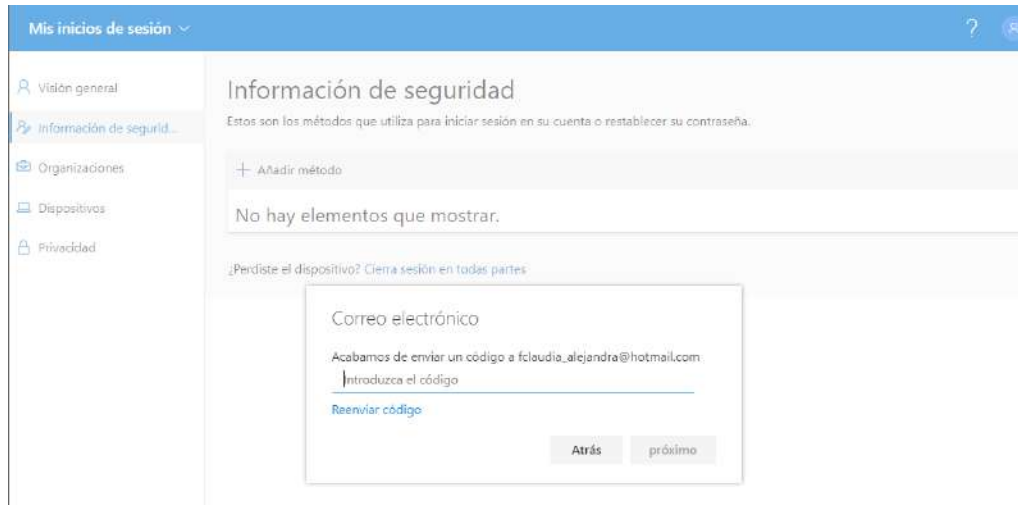 Mis inicios de sesión
?
Visión general
Información de segurid...
Organizaciones
Dispositivos
Privacidad
Información de seguridad
Estos son los métodos que utiliza para iniciar sesión en su cuenta o restablecer su contraseña.
+ Añadir método
No hay elementos que mostrar.
¿Perdiste el dispositivo? Cierra sesión en todas partes
Correo electrónico
Acabamos de enviar un código a fclaudia_alejandra@hotmail.com
Introduzca el código
Reenviar código
Atrás
próximo